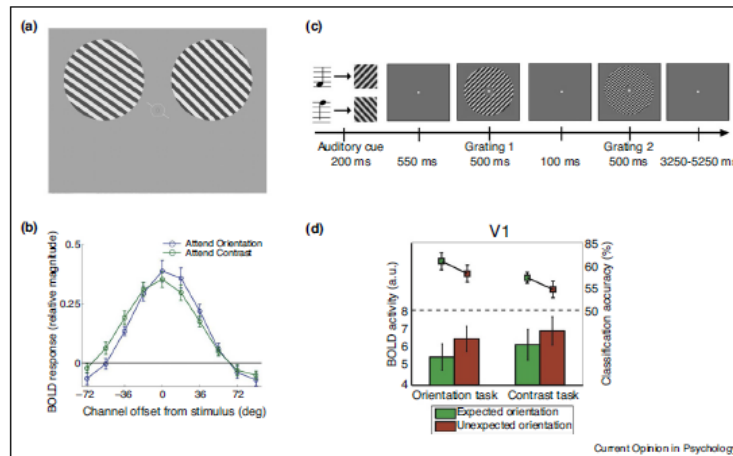 (a)
(b)
BOLD response (relative magnitude)
0.5
0.25
0
Attend Orientation
Attend Contrast
−72 −36 0 36 72
Channel offset from stimulus (deg)
(c)
Auditory cue
200 ms
550 ms
Grating 1
500 ms
100 ms
Grating 2
500 ms
3250-5250 ms
(d)
V1
BOLD activity (a.u.)
8
7
6
5
4
85
60
55
50
Classification accuracy (%)
Orientation task Contrast task
Expected orientation
Unexpected orientation
Current Opinion in Psychology